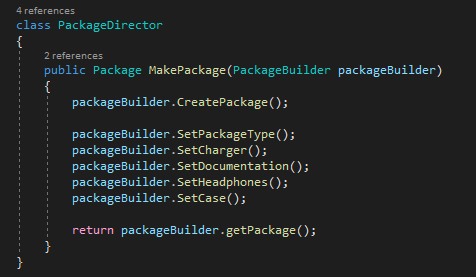 4 references
class PackageDirector
{
2 references
public Package MakePackage(PackageBuilder packageBuilder)
{
packageBuilder.CreatePackage();
packageBuilder.SetPackageType();
packageBuilder.SetCharger();
packageBuilder.SetDocumentation();
packageBuilder.SetHeadphones();
packageBuilder.SetCase();
return packageBuilder.getPackage();
}
}